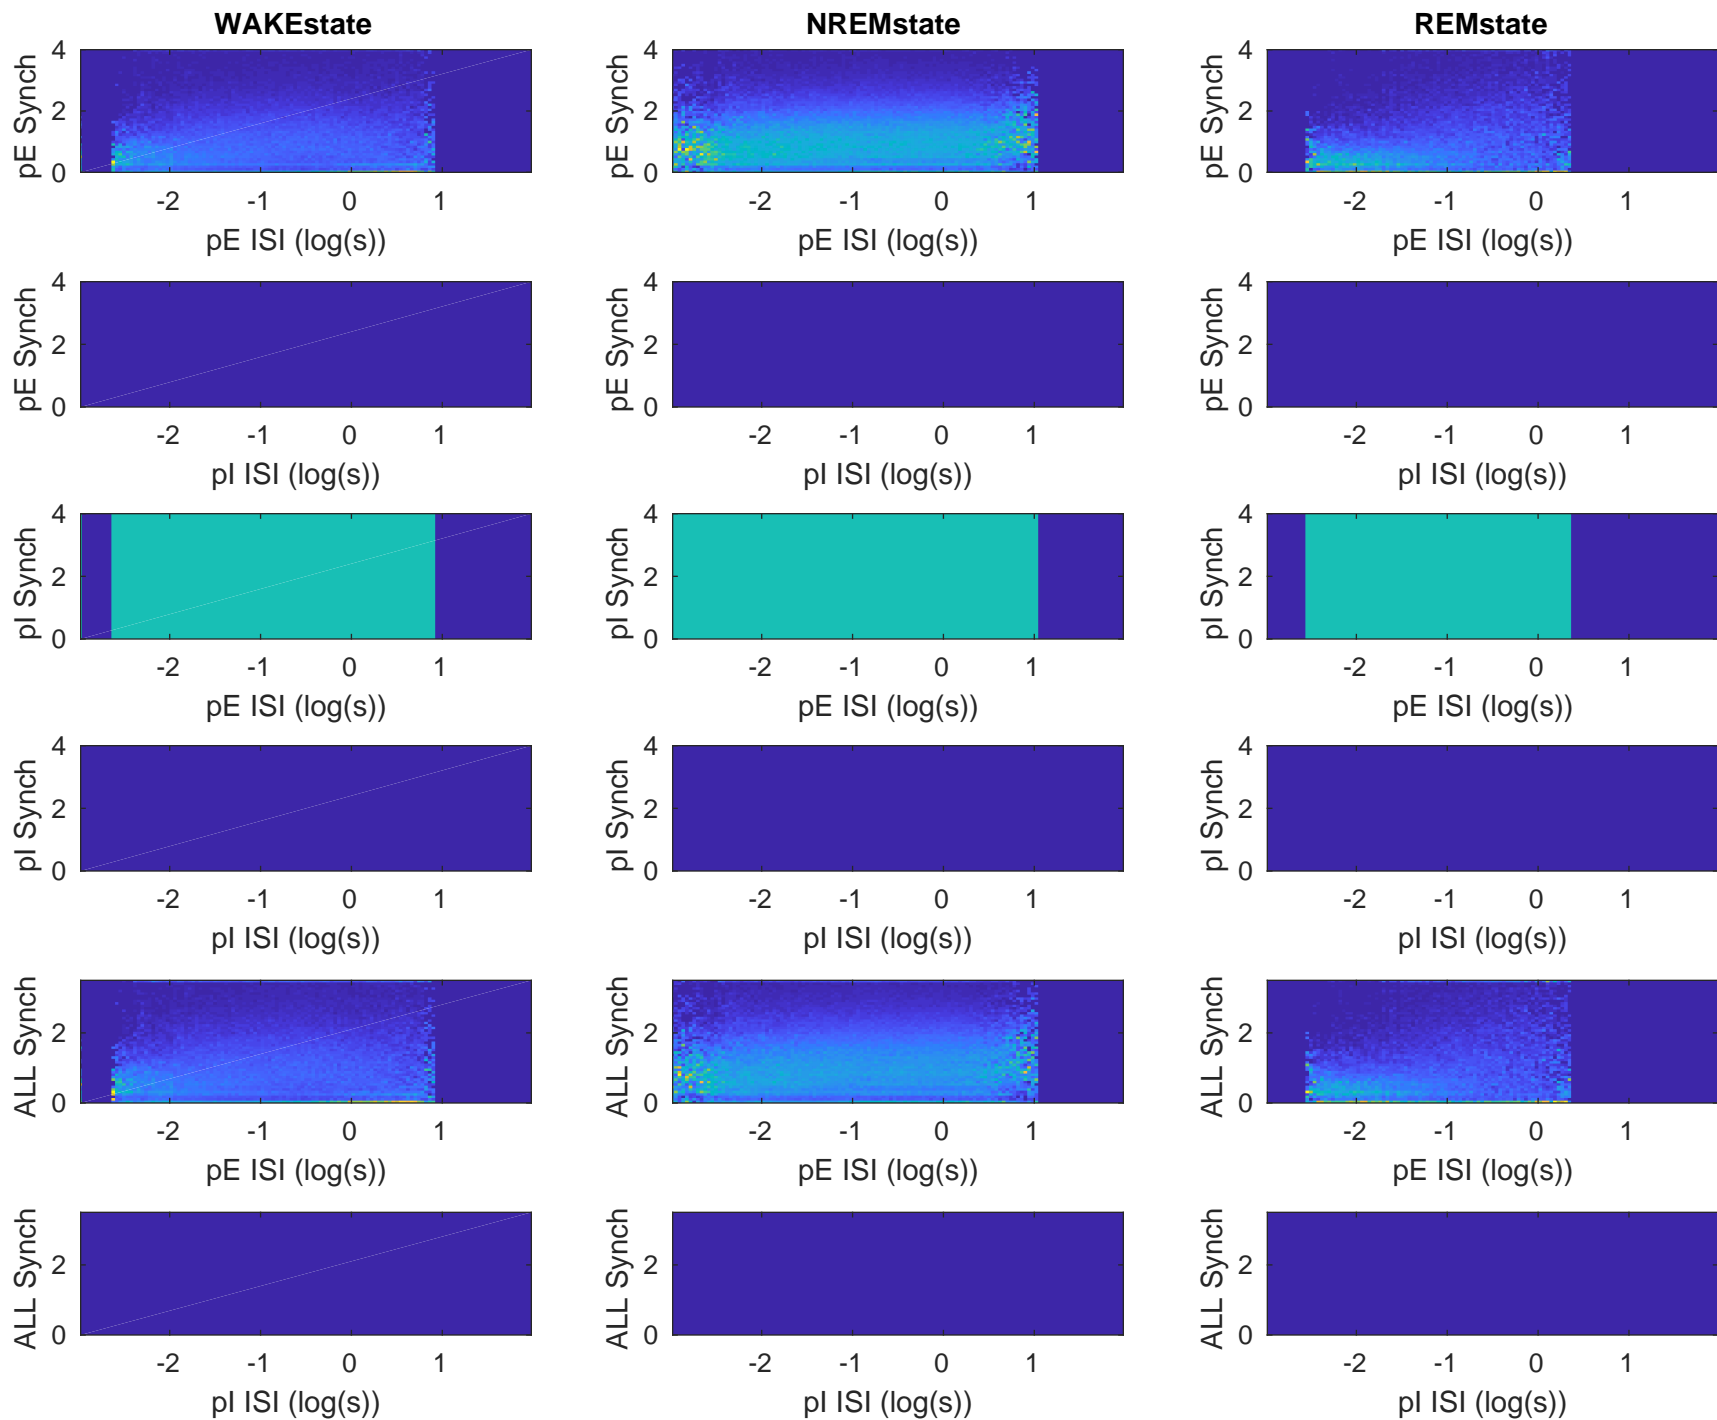 WAKEstate NREMstate REMstate
pE Synch 4 2 0 pE Synch 4 2 0 pE Synch 4 2 0
-2 -1 0 1 -2 -1 0 1 -2 -1 0 1
pE ISI (log(s)) pE ISI (log(s)) pE ISI (log(s))
pE Synch 4 2 0 pE Synch 4 2 0 pE Synch 4 2 0
-2 -1 0 1 -2 -1 0 1 -2 -1 0 1
pI ISI (log(s)) pI ISI (log(s)) pI ISI (log(s))
pI Synch 4 2 0 pI Synch 4 2 0 pI Synch 4 2 0
-2 -1 0 1 -2 -1 0 1 -2 -1 0 1
pE ISI (log(s)) pE ISI (log(s)) pE ISI (log(s))
pI Synch 4 2 0 pI Synch 4 2 0 pI Synch 4 2 0
-2 -1 0 1 -2 -1 0 1 -2 -1 0 1
pI ISI (log(s)) pI ISI (log(s)) pI ISI (log(s))
ALL Synch 2 0 ALL Synch 2 0 ALL Synch 2 0
-2 -1 0 1 -2 -1 0 1 -2 -1 0 1
pE ISI (log(s)) pE ISI (log(s)) pE ISI (log(s))
ALL Synch 2 0 ALL Synch 2 0 ALL Synch 2 0
-2 -1 0 1 -2 -1 0 1 -2 -1 0 1
pI ISI (log(s)) pI ISI (log(s)) pI ISI (log(s))